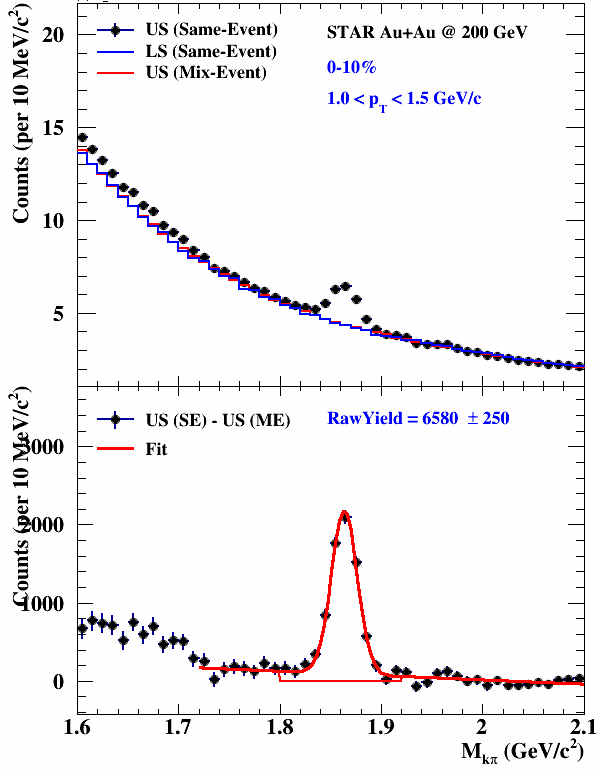 US (Same-Event)
LS (Same-Event)
US (Mix-Event)
STAR Au+Au @ 200 GeV
0-10%
1.0 < p_T < 1.5 GeV/c
Counts (per 10 MeV/c²)
20
15
10
5
US (SE) - US (ME)
Fit
RawYield = 6580 ± 250
Counts (per 10 MeV/c²)
3000
2000
1000
0
1.6 1.7 1.8 1.9 2 2.1
M_kπ (GeV/c²)